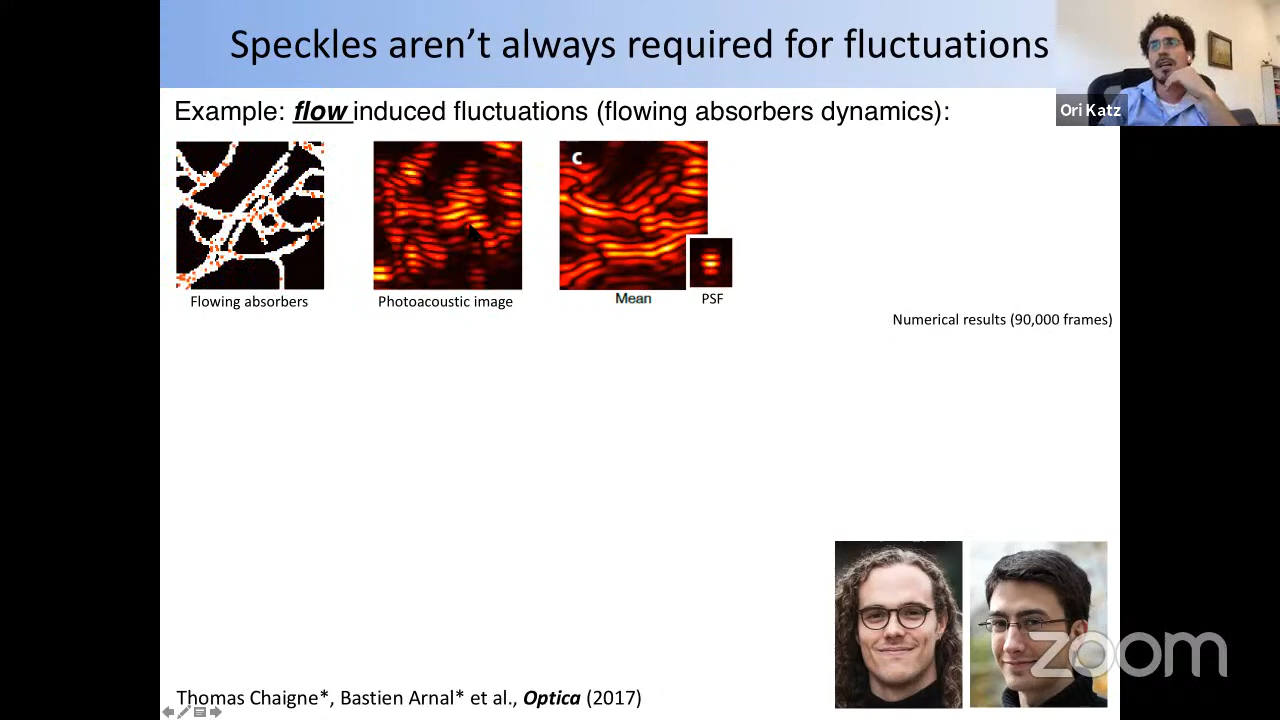 Speckles aren't always required for fluctuations
Ori Katz
Example: flow induced fluctuations (flowing absorbers dynamics):
c
Flowing absorbers
Photoacoustic image
Mean
PSF
Numerical results (90,000 frames)
zoom
Thomas Chaigne*, Bastien Arnal* et al., Optica (2017)